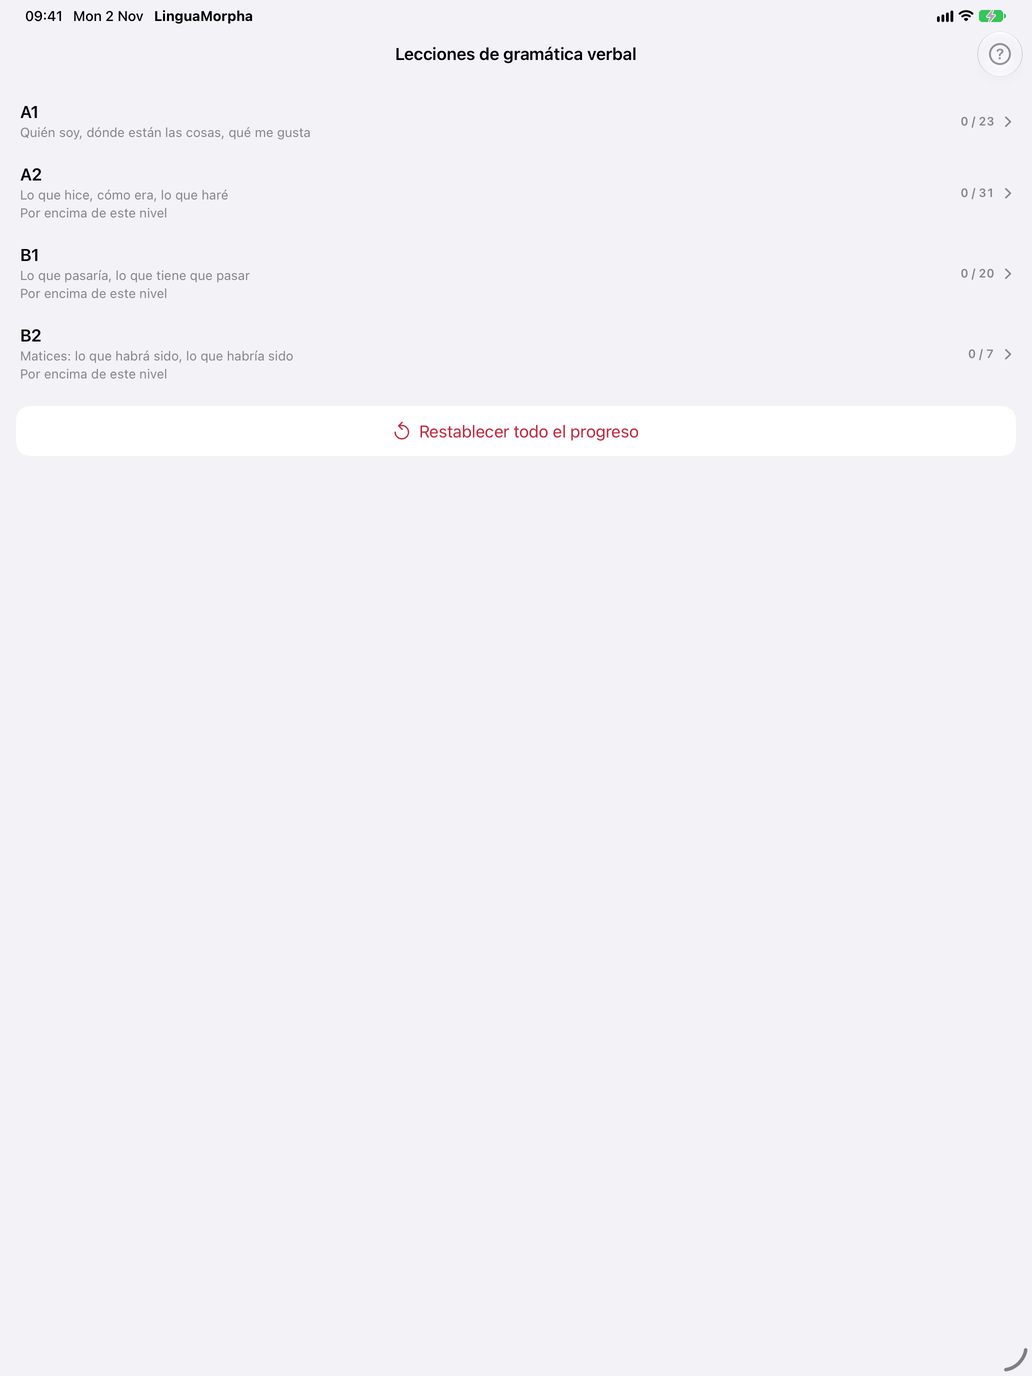 09:41 Mon 2 Nov LinguaMorpha
Lecciones de gramática verbal
?
A1
Quién soy, dónde están las cosas, qué me gusta
0 / 23
A2
Lo que hice, cómo era, lo que haré
Por encima de este nivel
0 / 31
B1
Lo que pasaría, lo que tiene que pasar
Por encima de este nivel
0 / 20
B2
Matices: lo que habrá sido, lo que habría sido
Por encima de este nivel
0 / 7
Restablecer todo el progreso